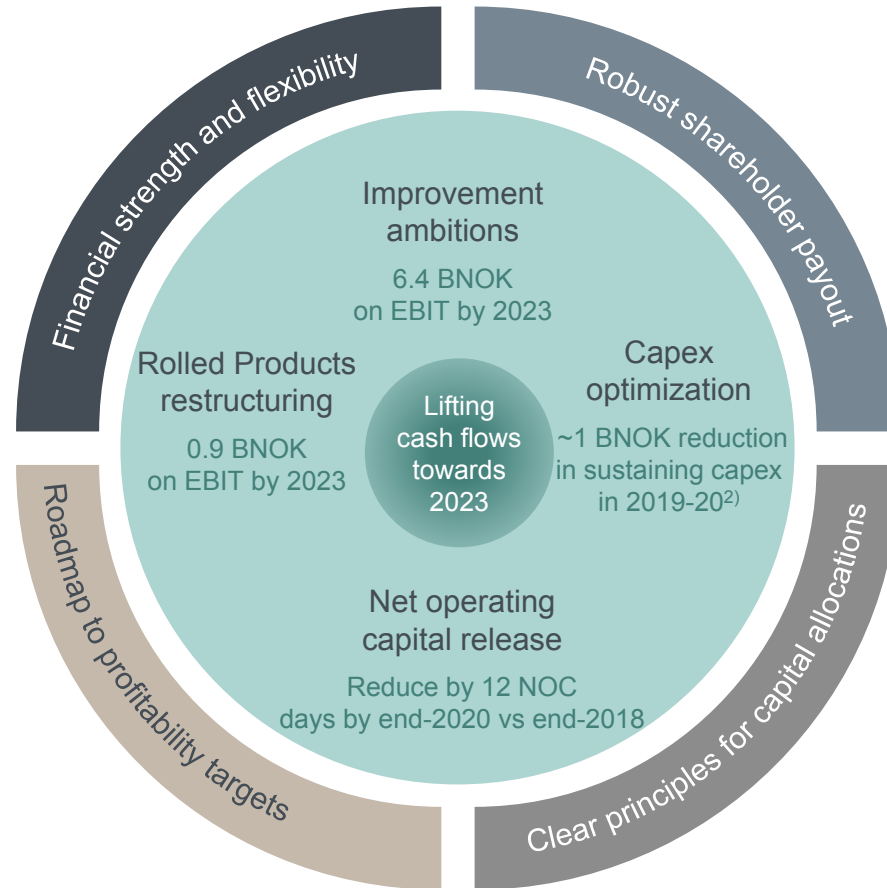 Financial strength and flexibility
Robust shareholder payout
Improvement
ambitions
6.4 BNOK
on EBIT by 2023
Rolled Products
restructuring
0.9 BNOK
on EBIT by 2023
Lifting
cash flows
towards
2023
Capex
optimization
~1 BNOK reduction
in sustaining capex
in 2019-20²⁾
Net operating
capital release
Reduce by 12 NOC
days by end-2020 vs end-2018
Roadmap to profitability targets
Clear principles for capital allocations